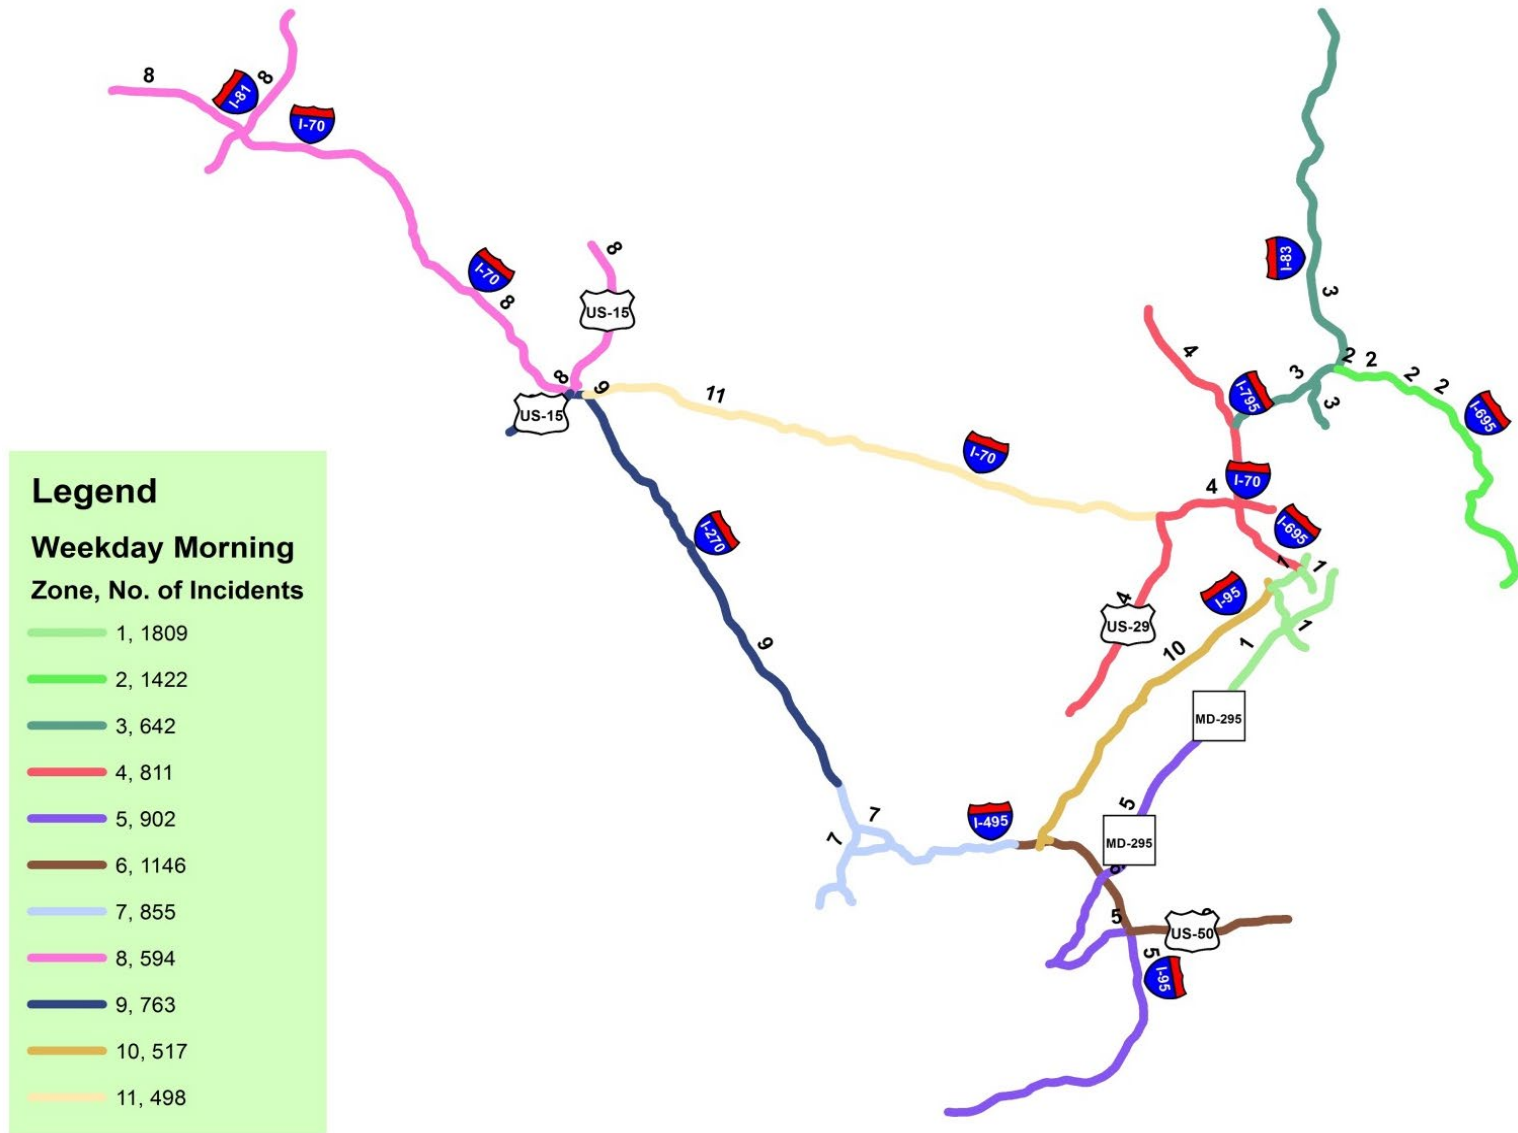 8
I-81
8
I-70
I-83
8
I-70
8
US-15
3
4
2
2
2
2
3
I-795
3
I-695
8
9
11
US-15
I-70
I-70
4
I-270
I-695
1
1
I-95
4
US-29
1
1
10
9
MD-295
7
7
I-495
5
MD-295
5
US-50
5
I-95
Legend
Weekday Morning
Zone, No. of Incidents
1, 1809
2, 1422
3, 642
4, 811
5, 902
6, 1146
7, 855
8, 594
9, 763
10, 517
11, 498